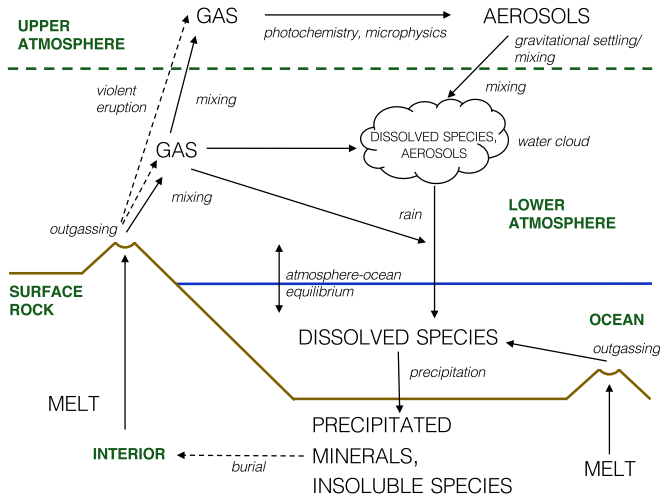 UPPER
ATMOSPHERE
GAS
photochemistry, microphysics
AEROSOLS
gravitational settling/
mixing
violent
eruption
mixing
mixing
GAS
DISSOLVED SPECIES,
AEROSOLS
water cloud
mixing
outgassing
rain
LOWER
ATMOSPHERE
atmosphere-ocean
equilibrium
SURFACE
ROCK
OCEAN
DISSOLVED SPECIES
outgassing
precipitation
MELT
PRECIPITATED
MINERALS,
INSOLUBLE SPECIES
INTERIOR
burial
MELT